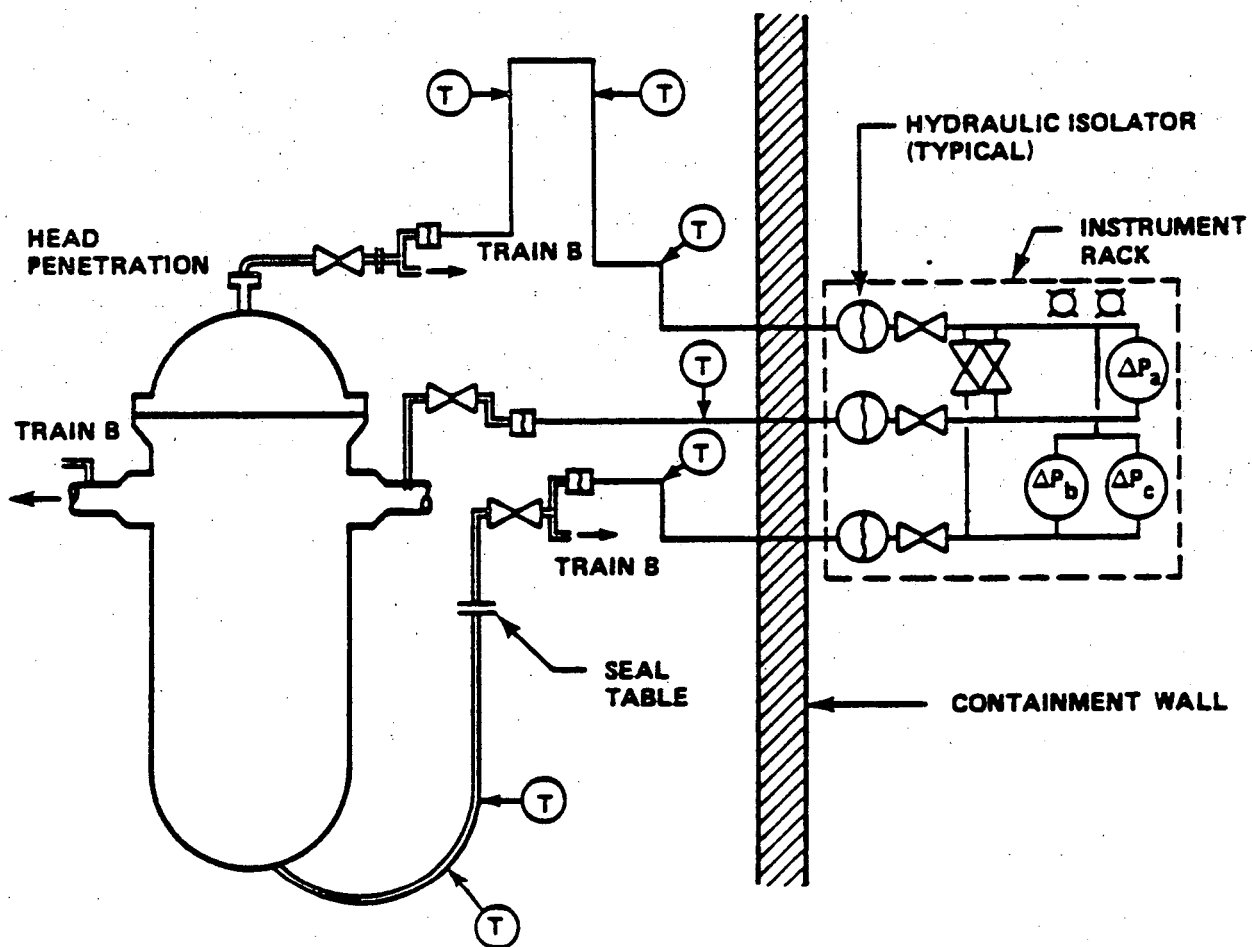 T
T
HYDRAULIC ISOLATOR
(TYPICAL)
HEAD
PENETRATION
TRAIN B
T
INSTRUMENT
RACK
T
ΔPa
TRAIN B
T
ΔPb
ΔPc
TRAIN B
SEAL
TABLE
CONTAINMENT WALL
T
T